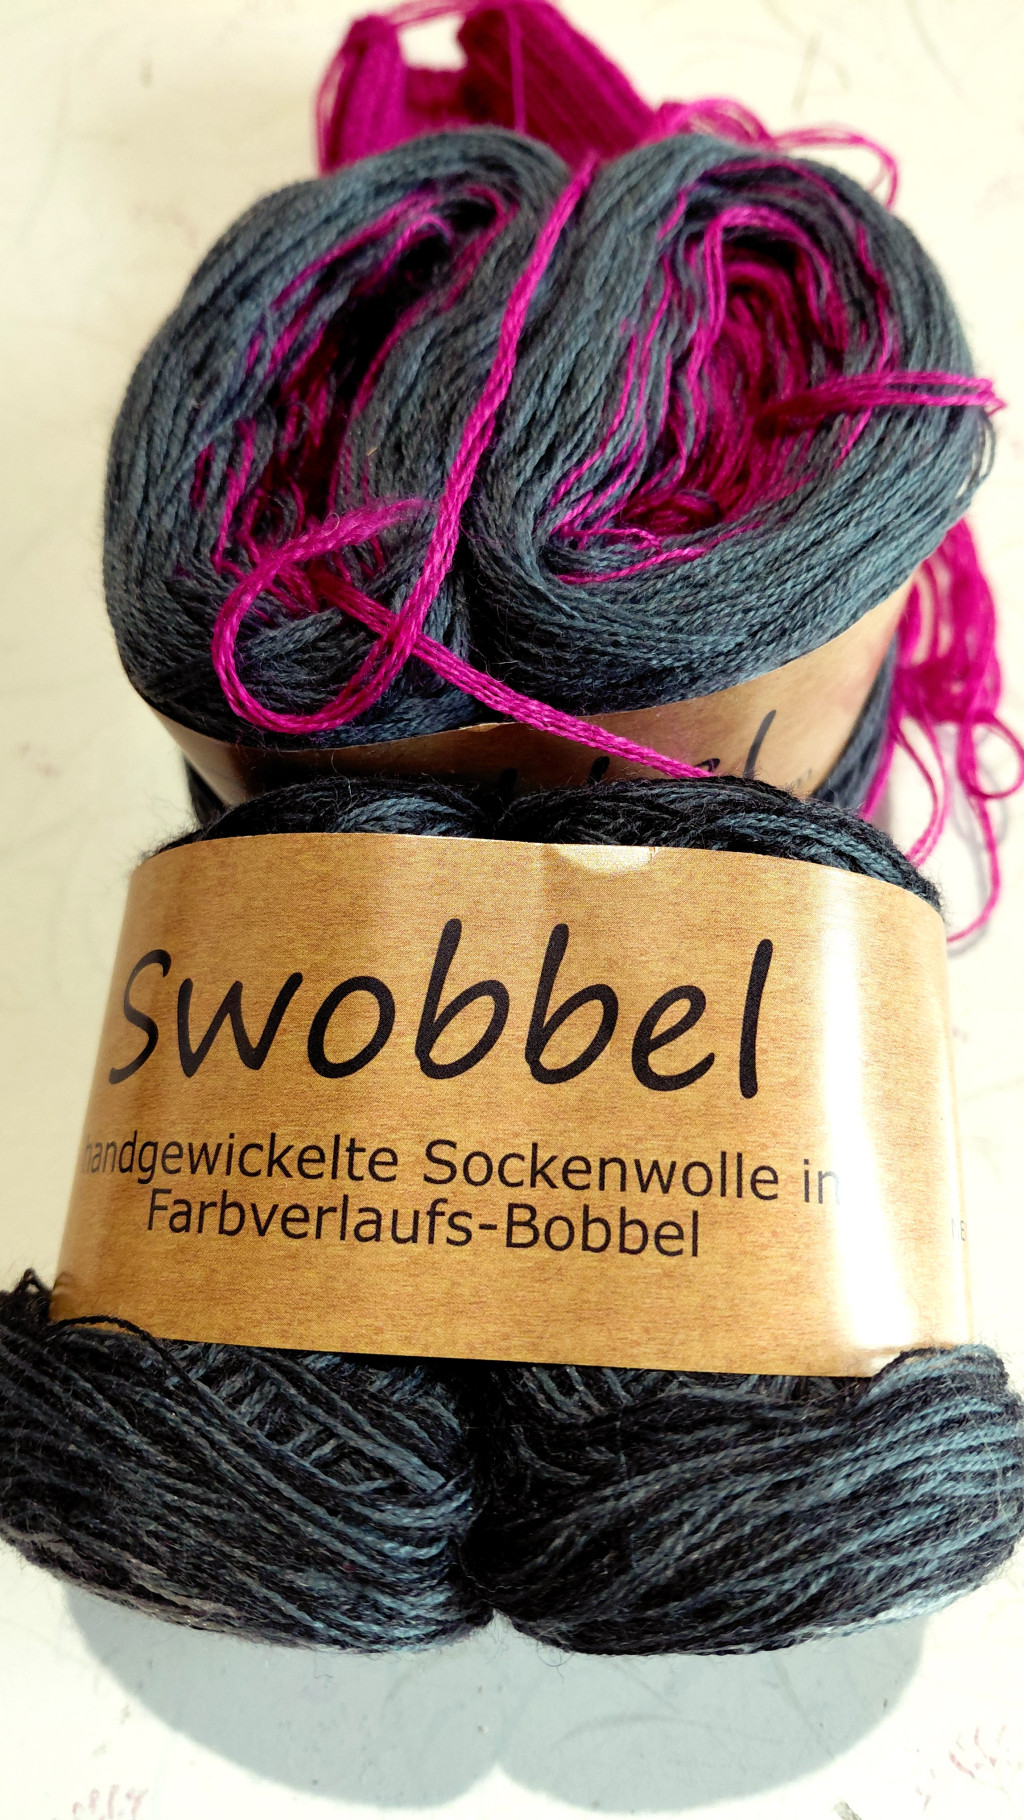 Swobbel
handgewickelte Sockenwolle in
Farbverlaufs-Bobbel